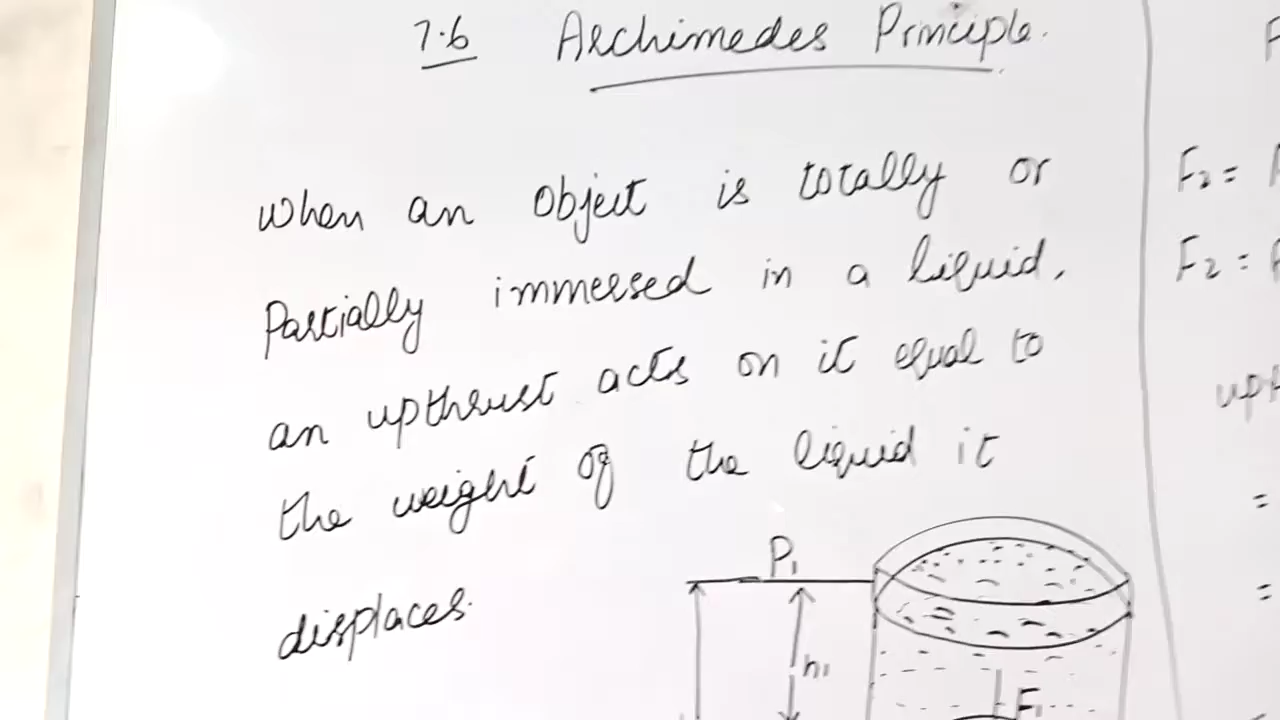 7.6 Archimedes Principle.
When an object is totally or
Partially immersed in a liquid,
an upthrust acts on it equal to
the weight of the liquid it
displaces.
P1
h1
F1
F2 =
F2 =
=
=